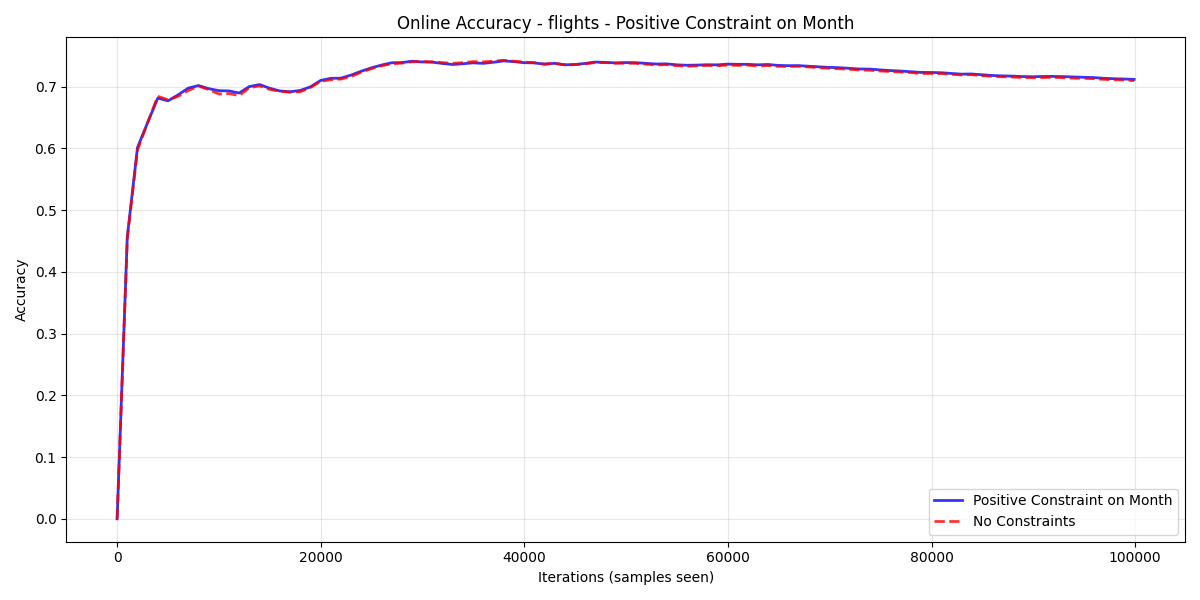 Online Accuracy - flights - Positive Constraint on Month
Accuracy
0.7
0.6
0.5
0.4
0.3
0.2
0.1
0.0
0
20000
40000
60000
80000
100000
Iterations (samples seen)
Positive Constraint on Month
No Constraints